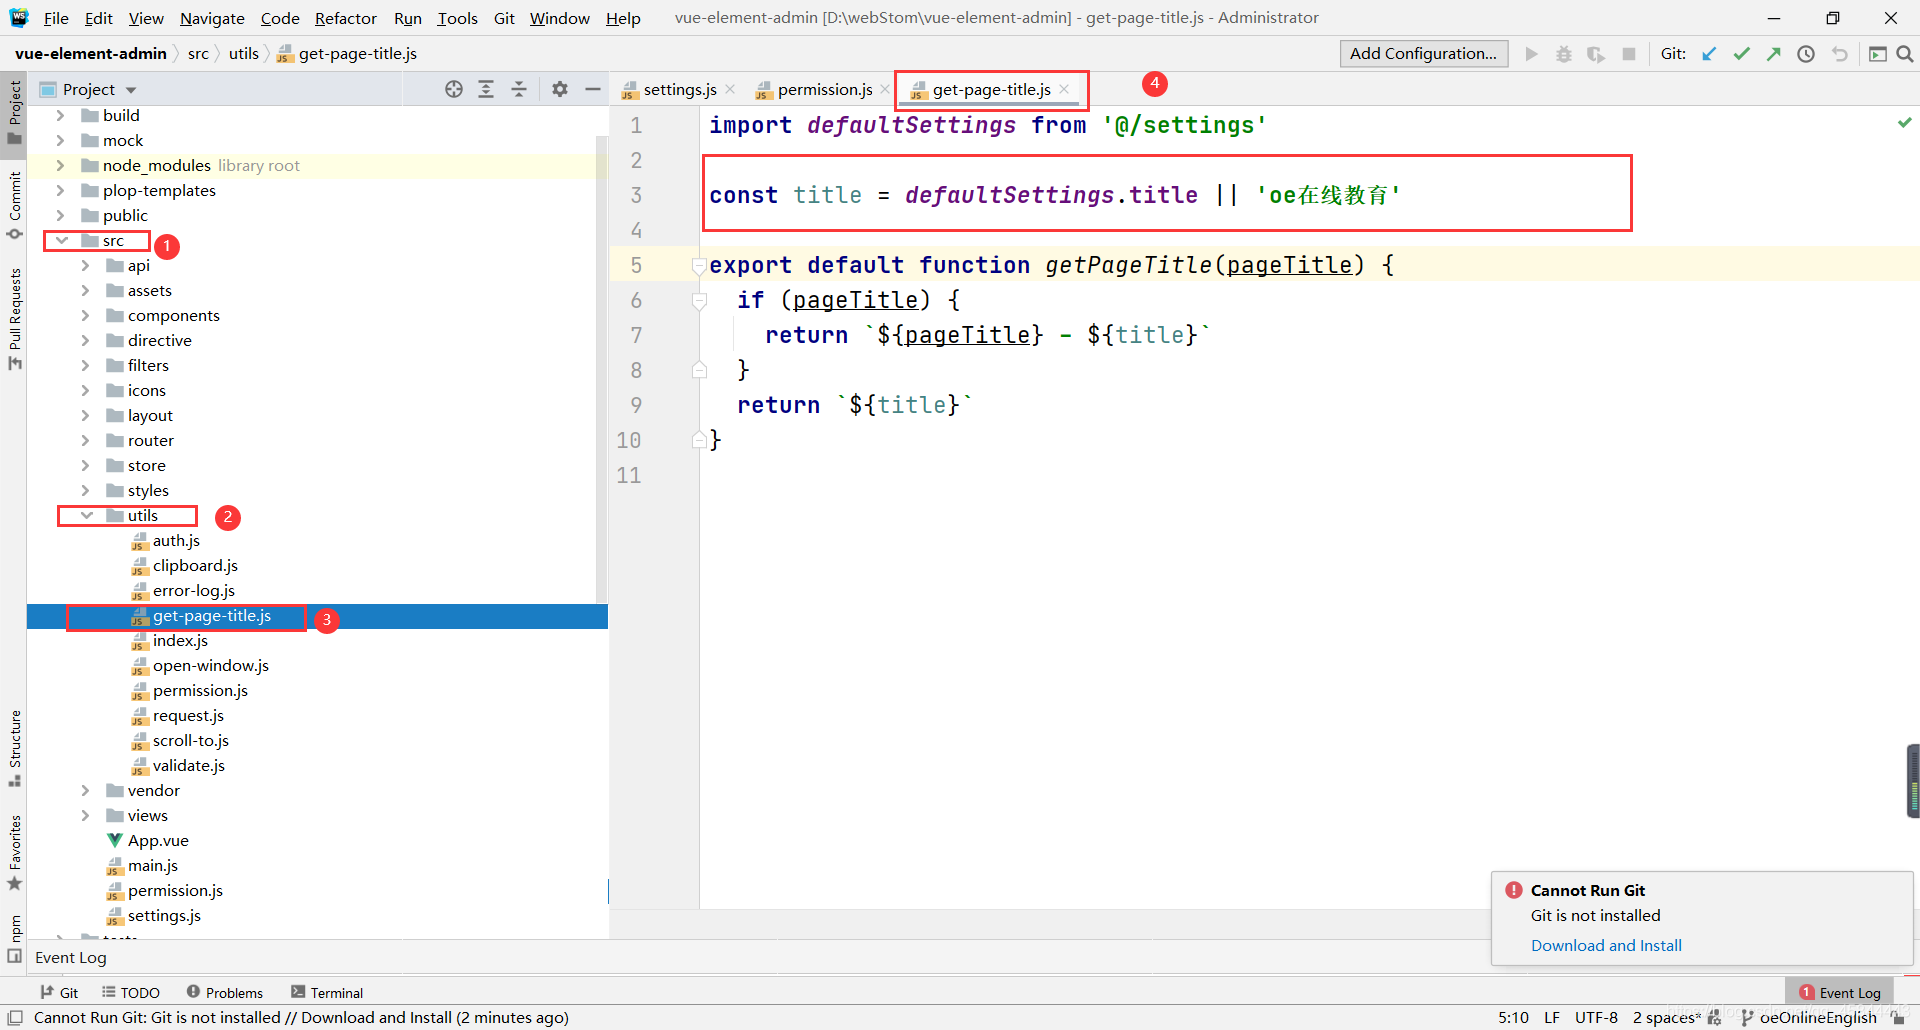 File Edit View Navigate Code Refactor Run Tools Git Window Help vue-element-admin [D:\webStom\vue-element-admin] - get-page-title.js - Administrator
vue-element-admin src utils get-page-title.js Add Configuration... Git:
Project settings.js permission.js get-page-title.js 4
build
mock
node_modules library root
plop-templates
public
src 1
api
assets
components
directive
filters
icons
layout
router
store
styles
utils 2
auth.js
clipboard.js
error-log.js
get-page-title.js 3
index.js
open-window.js
permission.js
request.js
scroll-to.js
validate.js
vendor
views
App.vue
main.js
permission.js
settings.js
1 import defaultSettings from '@/settings'
2
3 const title = defaultSettings.title || 'oe在线教育'
4
5 export default function getPageTitle(pageTitle) {
6 if (pageTitle) {
7 return `${pageTitle} - ${title}`
8 }
9 return `${title}`
10 }
11
Project
Commit
Pull Requests
Structure
Favorites
npm
Cannot Run Git
Git is not installed
Download and Install
Event Log
Git TODO Problems Terminal 1 Event Log
Cannot Run Git: Git is not installed // Download and Install (2 minutes ago) 5:10 LF UTF-8 2 spaces* oeOnlineEnglish